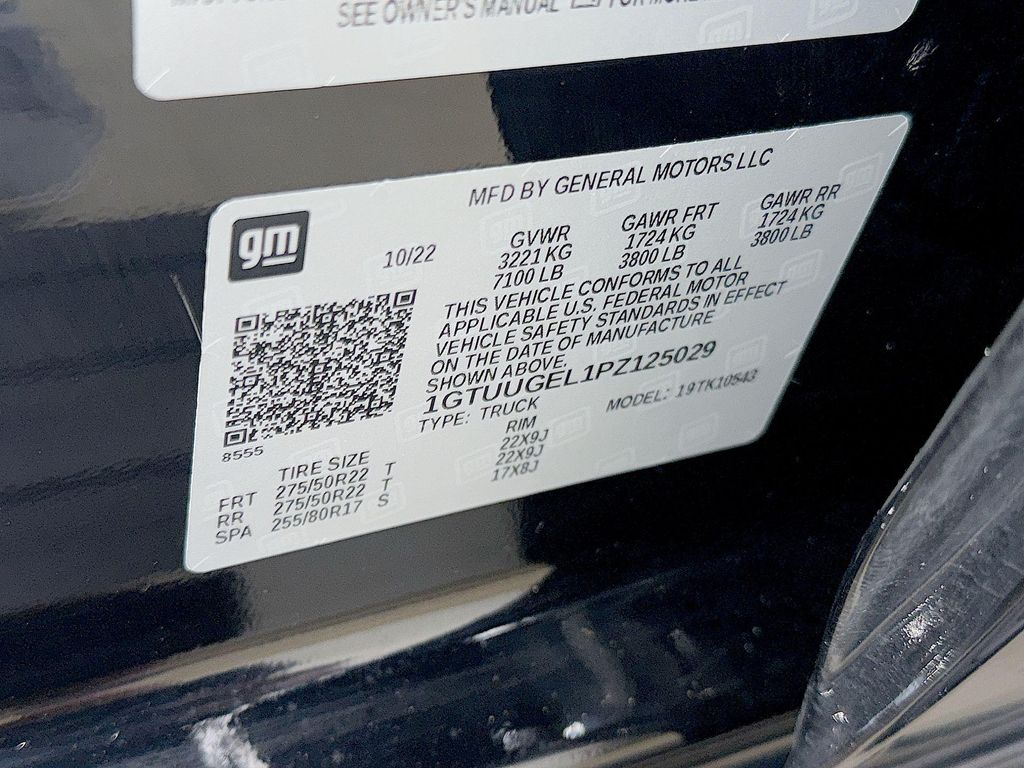 SEE OWNER'S MANUAL FOR MORE
MFD BY GENERAL MOTORS LLC
gm
10/22
GVWR GAWR FRT GAWR RR
3221 KG 1724 KG 1724 KG
7100 LB 3800 LB 3800 LB
THIS VEHICLE CONFORMS TO ALL
APPLICABLE U.S. FEDERAL MOTOR
VEHICLE SAFETY STANDARDS IN EFFECT
ON THE DATE OF MANUFACTURE
SHOWN ABOVE.
1GTUUGEL1PZ125029
TYPE: TRUCK MODEL: 19TK10543
8555
TIRE SIZE RIM
FRT 275/50R22 T 22X9J
RR 275/50R22 T 22X9J
SPA 255/80R17 S 17X8J